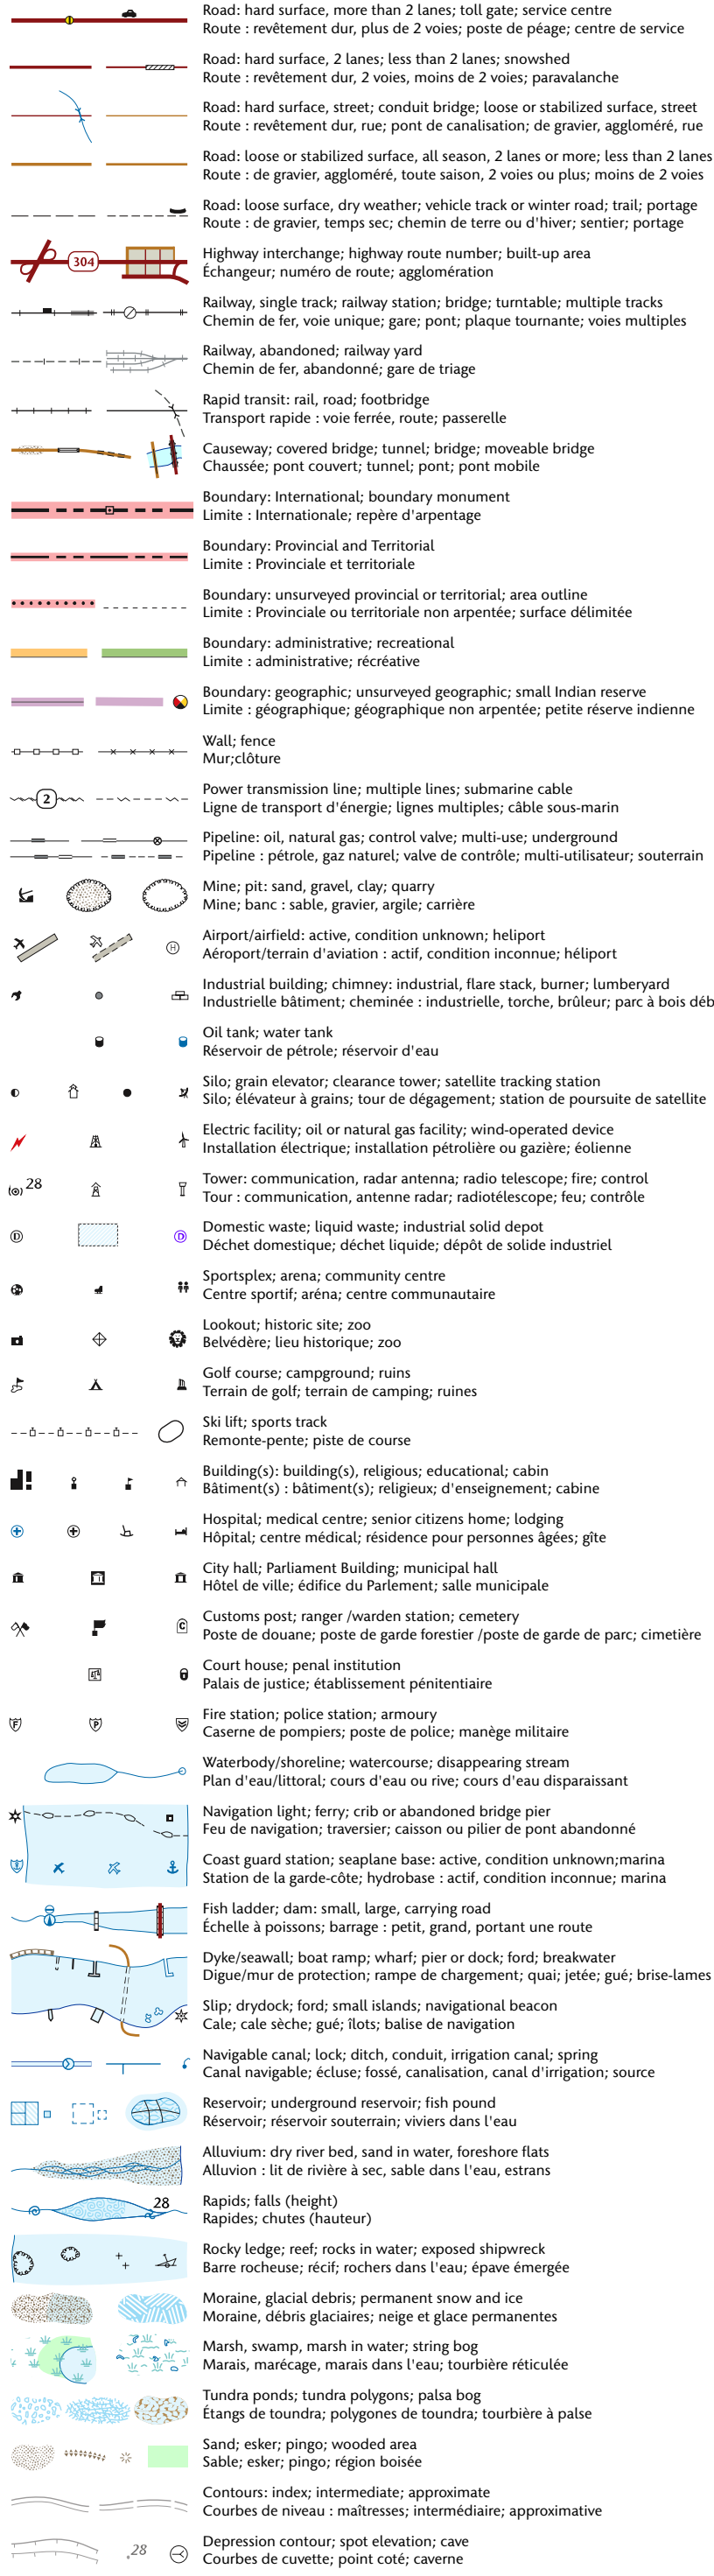 Road: hard surface, more than 2 lanes; toll gate; service centre
Route : revêtement dur, plus de 2 voies; poste de péage; centre de service
Road: hard surface, 2 lanes; less than 2 lanes; snowshed
Route : revêtement dur, 2 voies, moins de 2 voies; paravalanche
Road: hard surface, street; conduit bridge; loose or stabilized surface, street
Route : revêtement dur, rue; pont de canalisation; de gravier, aggloméré, rue
Road: loose or stabilized surface, all season, 2 lanes or more; less than 2 lanes
Route : de gravier, aggloméré, toute saison, 2 voies ou plus; moins de 2 voies
Road: loose surface, dry weather; vehicle track or winter road; trail; portage
Route : de gravier, temps sec; chemin de terre ou d'hiver; sentier; portage
304
Highway interchange; highway route number; built-up area
Échangeur; numéro de route; agglomération
Railway, single track; railway station; bridge; turntable; multiple tracks
Chemin de fer, voie unique; gare; pont; plaque tournante; voies multiples
Railway, abandoned; railway yard
Chemin de fer, abandonné; gare de triage
Rapid transit: rail, road; footbridge
Transport rapide : voie ferrée, route; passerelle
Causeway; covered bridge; tunnel; bridge; moveable bridge
Chaussée; pont couvert; tunnel; pont; pont mobile
Boundary: International; boundary monument
Limite : Internationale; repère d'arpentage
Boundary: Provincial and Territorial
Limite : Provinciale et territoriale
Boundary: unsurveyed provincial or territorial; area outline
Limite : Provinciale ou territoriale non arpentée; surface délimitée
Boundary: administrative; recreational
Limite : administrative; récréative
Boundary: geographic; unsurveyed geographic; small Indian reserve
Limite : géographique; géographique non arpentée; petite réserve indienne
Wall; fence
Mur;clôture
2
Power transmission line; multiple lines; submarine cable
Ligne de transport d'énergie; lignes multiples; câble sous-marin
Pipeline: oil, natural gas; control valve; multi-use; underground
Pipeline : pétrole, gaz naturel; valve de contrôle; multi-utilisateur; souterrain
Mine; pit: sand, gravel, clay; quarry
Mine; banc : sable, gravier, argile; carrière
H
Airport/airfield: active, condition unknown; heliport
Aéroport/terrain d'aviation : actif, condition inconnue; héliport
Industrial building; chimney: industrial, flare stack, burner; lumberyard
Industrielle bâtiment; cheminée : industrielle, torche, brûleur; parc à bois déb
Oil tank; water tank
Réservoir de pétrole; réservoir d'eau
Silo; grain elevator; clearance tower; satellite tracking station
Silo; élévateur à grains; tour de dégagement; station de poursuite de satellite
Electric facility; oil or natural gas facility; wind-operated device
Installation électrique; installation pétrolière ou gazière; éolienne
28
Tower: communication, radar antenna; radio telescope; fire; control
Tour : communication, antenne radar; radiotélescope; feu; contrôle
D
D
Domestic waste; liquid waste; industrial solid depot
Déchet domestique; déchet liquide; dépôt de solide industriel
Sportsplex; arena; community centre
Centre sportif; aréna; centre communautaire
Lookout; historic site; zoo
Belvédère; lieu historique; zoo
Golf course; campground; ruins
Terrain de golf; terrain de camping; ruines
Ski lift; sports track
Remonte-pente; piste de course
Building(s): building(s), religious; educational; cabin
Bâtiment(s) : bâtiment(s); religieux; d'enseignement; cabine
Hospital; medical centre; senior citizens home; lodging
Hôpital; centre médical; résidence pour personnes âgées; gîte
City hall; Parliament Building; municipal hall
Hôtel de ville; édifice du Parlement; salle municipale
C
Customs post; ranger /warden station; cemetery
Poste de douane; poste de garde forestier /poste de garde de parc; cimetière
Court house; penal institution
Palais de justice; établissement pénitentiaire
F
P
Fire station; police station; armoury
Caserne de pompiers; poste de police; manège militaire
Waterbody/shoreline; watercourse; disappearing stream
Plan d'eau/littoral; cours d'eau ou rive; cours d'eau disparaissant
Navigation light; ferry; crib or abandoned bridge pier
Feu de navigation; traversier; caisson ou pilier de pont abandonné
Coast guard station; seaplane base: active, condition unknown;marina
Station de la garde-côte; hydrobase : actif, condition inconnue; marina
Fish ladder; dam: small, large, carrying road
Échelle à poissons; barrage : petit, grand, portant une route
Dyke/seawall; boat ramp; wharf; pier or dock; ford; breakwater
Digue/mur de protection; rampe de chargement; quai; jetée; gué; brise-lames
Slip; drydock; ford; small islands; navigational beacon
Cale; cale sèche; gué; îlots; balise de navigation
Navigable canal; lock; ditch, conduit, irrigation canal; spring
Canal navigable; écluse; fossé, canalisation, canal d'irrigation; source
Reservoir; underground reservoir; fish pound
Réservoir; réservoir souterrain; viviers dans l'eau
Alluvium: dry river bed, sand in water, foreshore flats
Alluvion : lit de rivière à sec, sable dans l'eau, estrans
28
Rapids; falls (height)
Rapides; chutes (hauteur)
Rocky ledge; reef; rocks in water; exposed shipwreck
Barre rocheuse; récif; rochers dans l'eau; épave émergée
Moraine, glacial debris; permanent snow and ice
Moraine, débris glaciaires; neige et glace permanentes
Marsh, swamp, marsh in water; string bog
Marais, marécage, marais dans l'eau; tourbière réticulée
Tundra ponds; tundra polygons; palsa bog
Étangs de toundra; polygones de toundra; tourbière à palse
Sand; esker; pingo; wooded area
Sable; esker; pingo; région boisée
Contours: index; intermediate; approximate
Courbes de niveau : maîtresses; intermédiaire; approximative
.28
Depression contour; spot elevation; cave
Courbes de cuvette; point coté; caverne